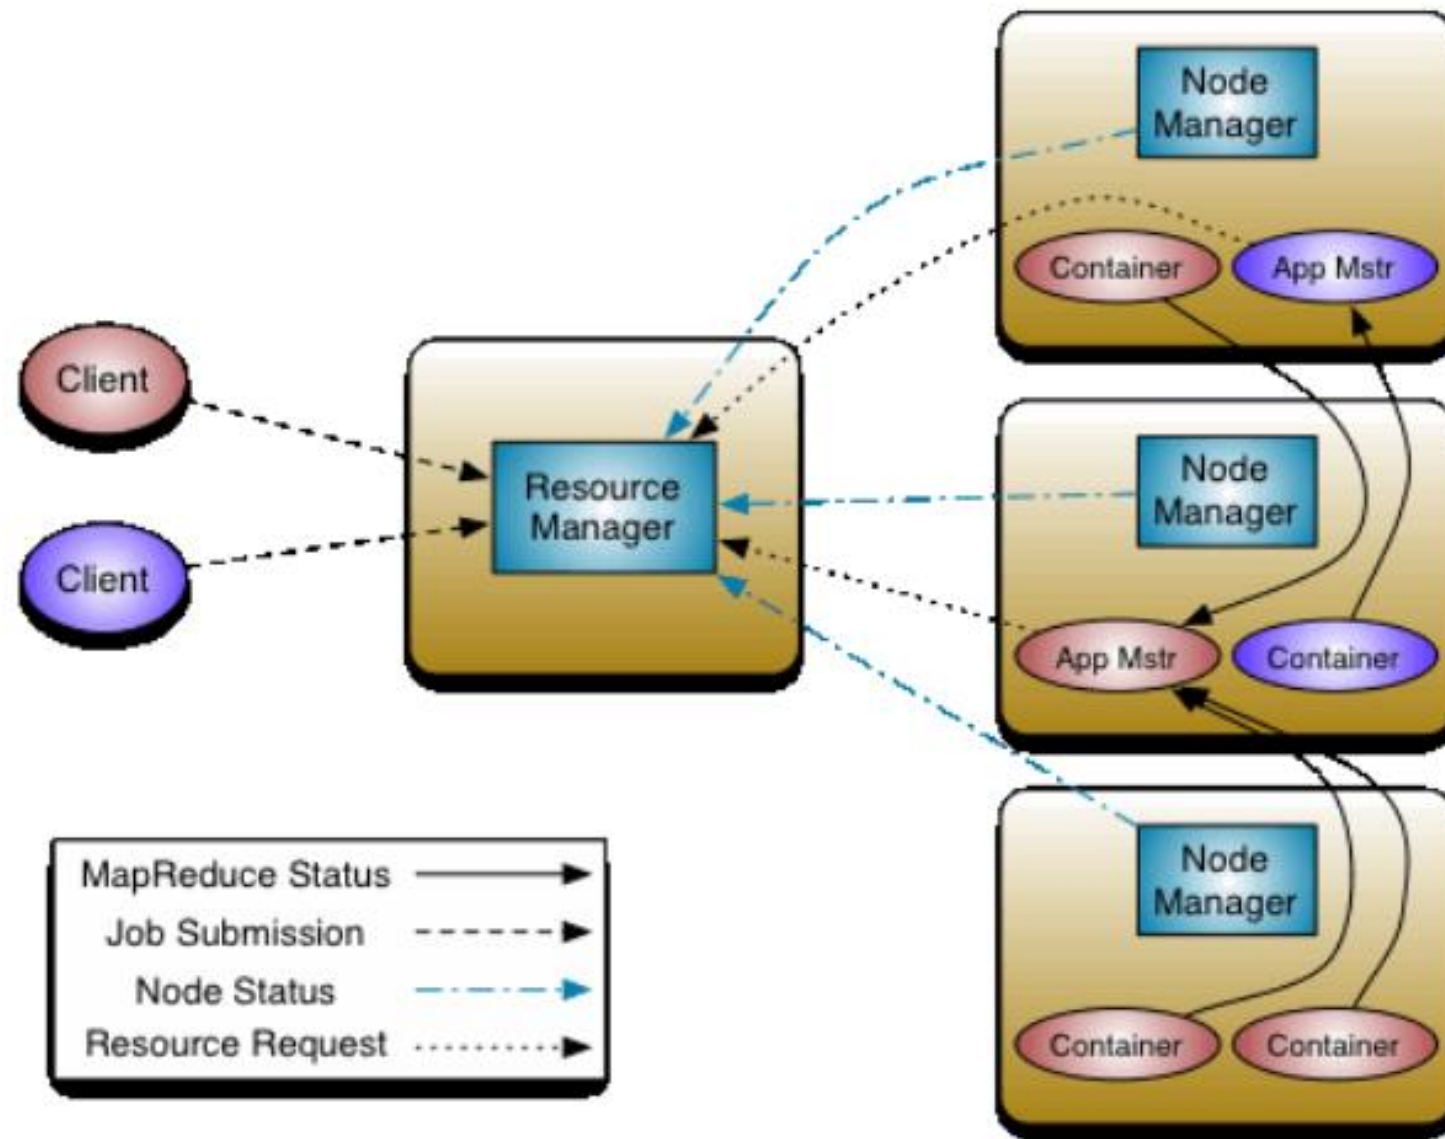 Client
Client
Resource
Manager
Node
Manager
Container
App Mstr
Node
Manager
App Mstr
Container
Node
Manager
Container
Container
MapReduce Status
Job Submission
Node Status
Resource Request